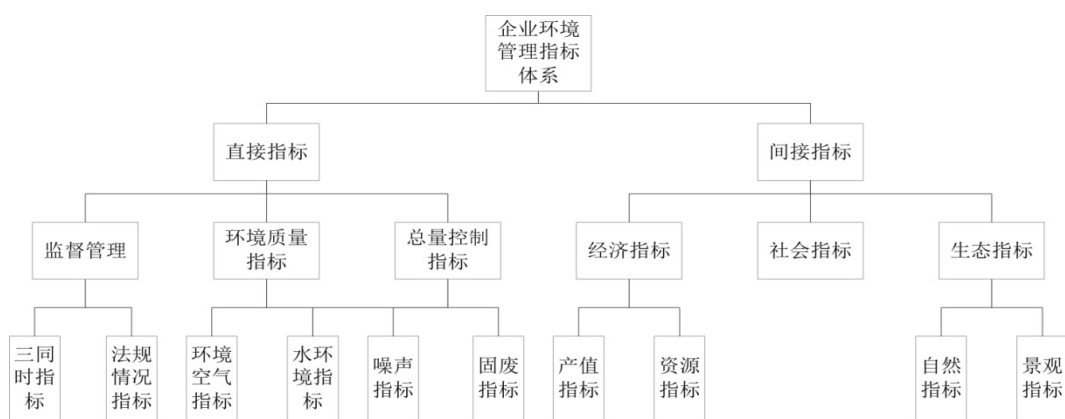 企业环境
管理指标
体系
直接指标
间接指标
监督管理
环境质量
指标
总量控制
指标
经济指标
社会指标
生态指标
三同
时指
标
法规
情况
指标
环境
空气
指标
水环
境指
标
噪声
指标
固废
指标
产值
指标
资源
指标
自然
指标
景观
指标